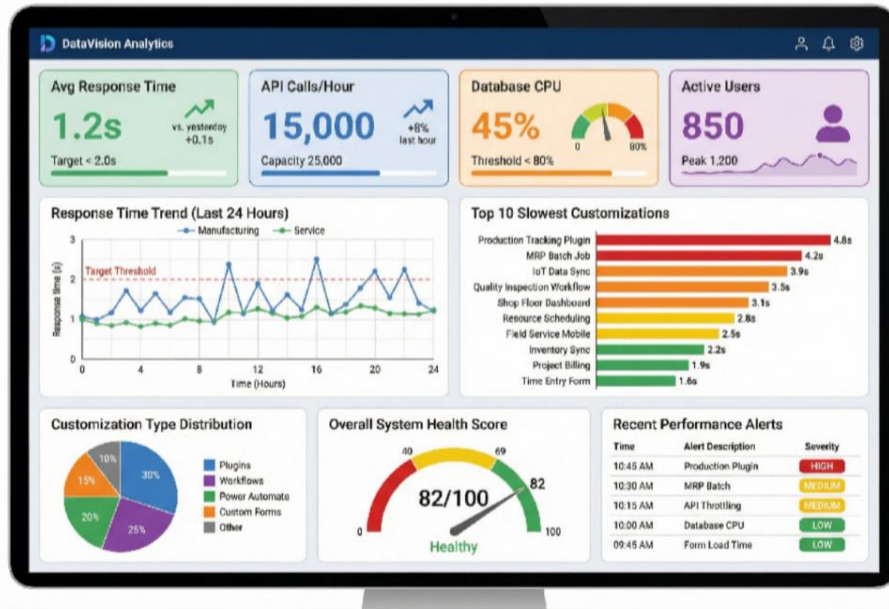 DataVision Analytics
Avg Response Time
1.2s
vs. yesterday
+0.1s
Target < 2.0s
API Calls/Hour
15,000
+8%
last hour
Capacity 25,000
Database CPU
45%
0
80%
Threshold < 80%
Active Users
850
Peak 1,200
Response Time Trend (Last 24 Hours)
Manufacturing
Service
Response time (s)
3
2
1
0
Target Threshold
0
4
8
12
16
20
24
Time (Hours)
Top 10 Slowest Customizations
Production Tracking Plugin 4.8s
MRP Batch Job 4.2s
IoT Data Sync 3.9s
Quality Inspection Workflow 3.5s
Shop Floor Dashboard 3.1s
Resource Scheduling 2.8s
Field Service Mobile 2.5s
Inventory Sync 2.2s
Project Billing 1.9s
Time Entry Form 1.6s
Customization Type Distribution
10%
30%
15%
20%
25%
Plugins
Workflows
Power Automate
Custom Forms
Other
Overall System Health Score
40
69
82
82/100
0
100
Healthy
Recent Performance Alerts
Time Alert Description Severity
10:45 AM Production Plugin HIGH
10:30 AM MRP Batch MEDIUM
10:15 AM API Throttling MEDIUM
10:00 AM Database CPU LOW
09:45 AM Form Load Time LOW